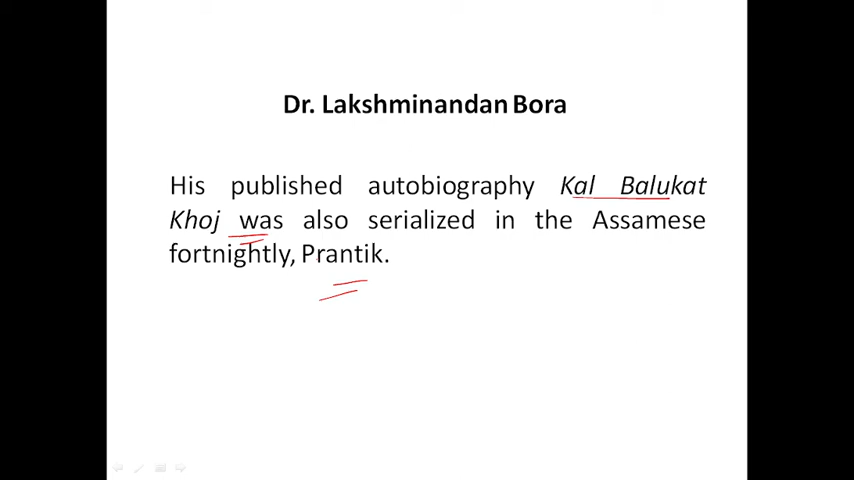 Dr. Lakshminandan Bora
His published autobiography Kal Balukat
Khoj was also serialized in the Assamese
fortnightly, Prantik.